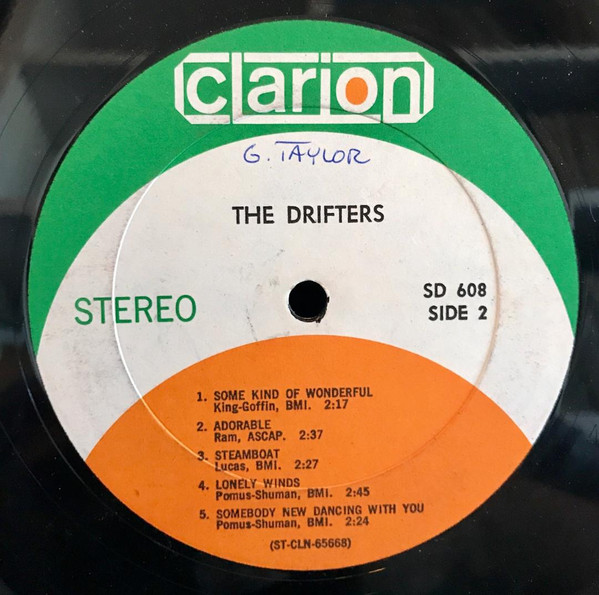 clarion
G. TAYLOR
THE DRIFTERS
STEREO
SD 608
SIDE 2
1. SOME KIND OF WONDERFUL
King-Goffin, BMI. 2:17
2. ADORABLE
Ram, ASCAP. 2:37
3. STEAMBOAT
Lucas, BMI. 2:27
4. LONELY WINDS
Pomus-Shuman, BMI. 2:45
5. SOMEBODY NEW DANCING WITH YOU
Pomus-Shuman, BMI. 2:24
(ST-CLN-65668)